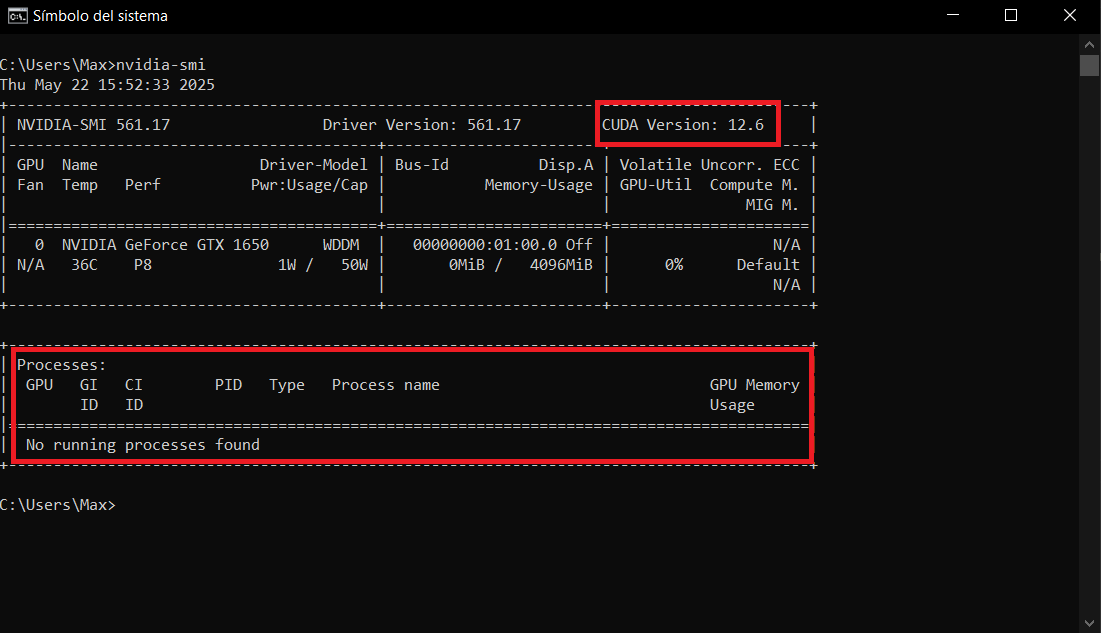 Símbolo del sistema
C:\Users\Max>nvidia-smi
Thu May 22 15:52:33 2025
+-----------------------------------------------------------------------------------------+
| NVIDIA-SMI 561.17                 Driver Version: 561.17         CUDA Version: 12.6     |
|-----------------------------------------+------------------------+----------------------+
| GPU  Name                  Driver-Model | Bus-Id          Disp.A | Volatile Uncorr. ECC |
| Fan  Temp   Perf          Pwr:Usage/Cap |           Memory-Usage | GPU-Util  Compute M. |
|                                         |                        |               MIG M. |
|=========================================+========================+======================|
|   0  NVIDIA GeForce GTX 1650      WDDM  |   00000000:01:00.0 Off |                  N/A |
| N/A   36C    P8              1W /   50W |       0MiB /   4096MiB |      0%      Default |
|                                         |                        |                  N/A |
+-----------------------------------------+------------------------+----------------------+
+-----------------------------------------------------------------------------------------+
| Processes:                                                                              |
|  GPU   GI   CI        PID   Type   Process name                              GPU Memory |
|        ID   ID                                                               Usage      |
|=========================================================================================|
|  No running processes found                                                             |
+-----------------------------------------------------------------------------------------+
C:\Users\Max>